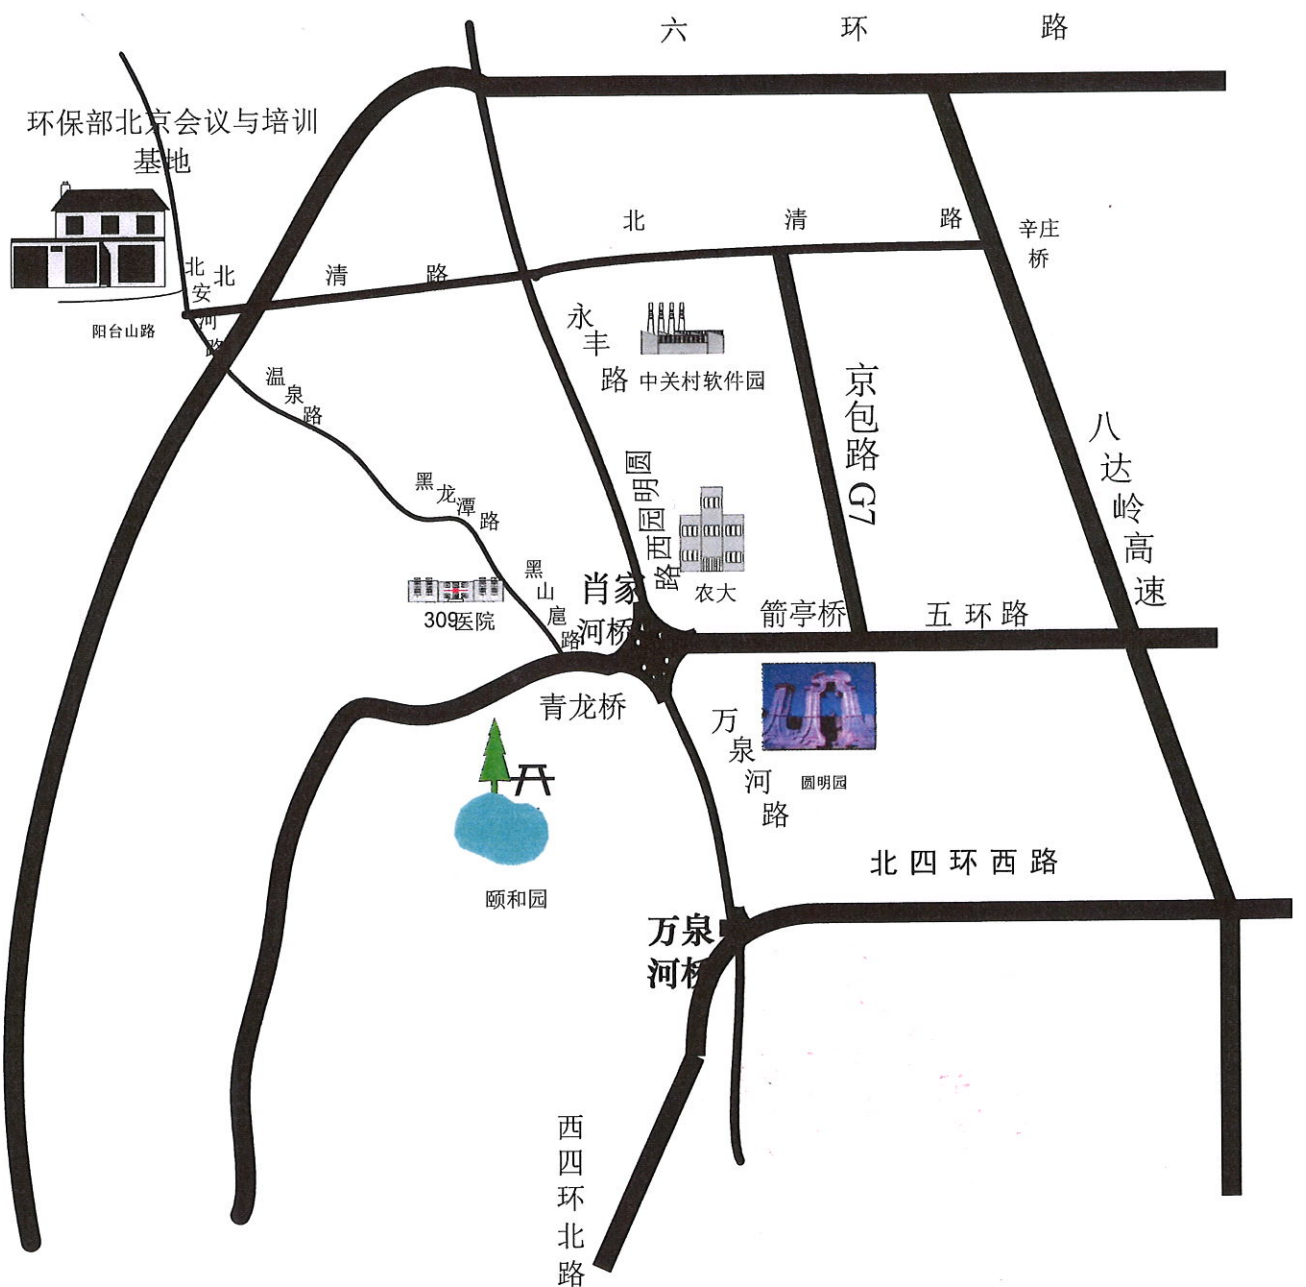 六环路
环保部北京会议与培训
基地
北清路
辛庄
桥
北清路
北安河路
阳台山路
永丰路
中关村软件园
温泉路
京包路 G7
八达岭高速
黑龙潭路
圆明园西路
309医院
黑山扈路
肖家
河桥
农大
箭亭桥
五环路
青龙桥
万泉河路
圆明园
颐和园
北四环西路
万泉
河桥
西四环北路